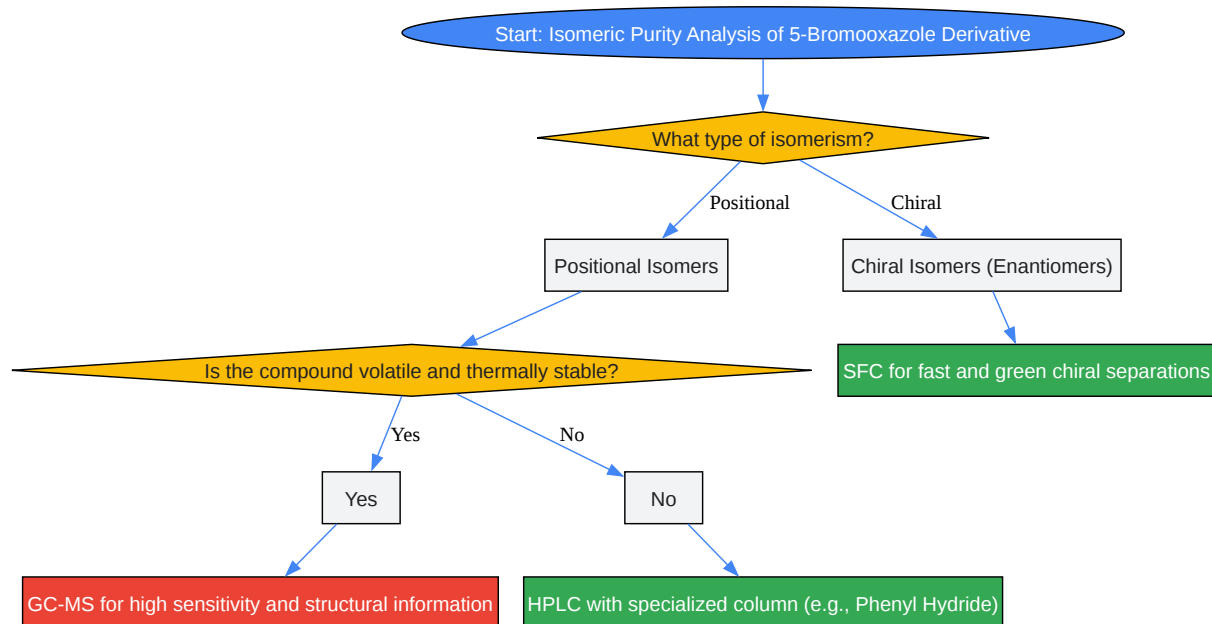 Start: Isomeric Purity Analysis of 5-Bromooxazole Derivative
What type of isomerism?
Positional
Chiral
Positional Isomers
Chiral Isomers (Enantiomers)
Is the compound volatile and thermally stable?
SFC for fast and green chiral separations
Yes
No
Yes
No
GC-MS for high sensitivity and structural information
HPLC with specialized column (e.g., Phenyl Hydride)